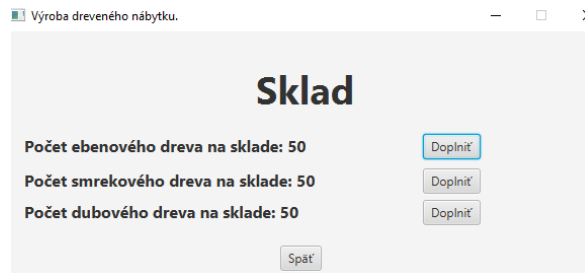 Výroba dreveného nábytku.
Sklad
Počet ebenového dreva na sklade: 50 Doplniť
Počet smrekového dreva na sklade: 50 Doplniť
Počet dubového dreva na sklade: 50 Doplniť
Späť